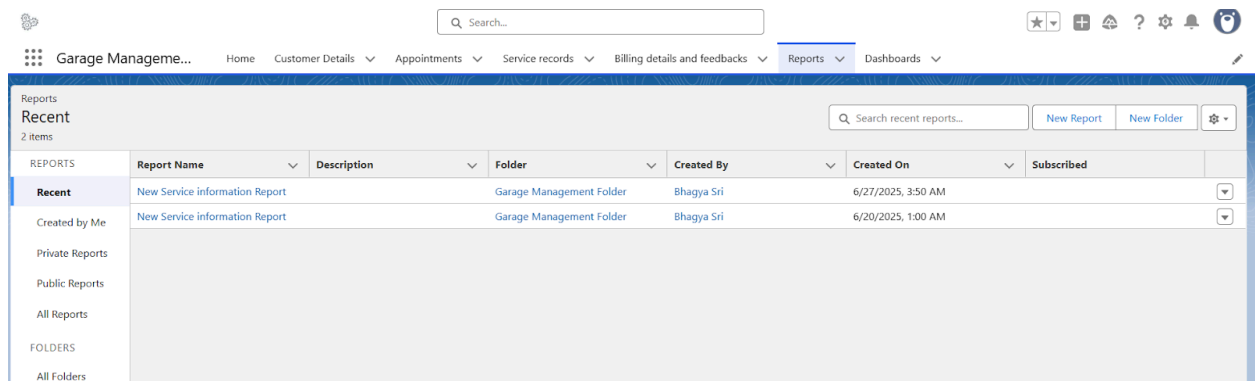 Search...
Garage Manageme... Home Customer Details Appointments Service records Billing details and feedbacks Reports Dashboards
Reports
Recent
2 items
Search recent reports...
New Report
New Folder
REPORTS
Report Name Description Folder Created By Created On Subscribed
Recent
New Service information Report Garage Management Folder Bhagya Sri 6/27/2025, 3:50 AM
New Service information Report Garage Management Folder Bhagya Sri 6/20/2025, 1:00 AM
Created by Me
Private Reports
Public Reports
All Reports
FOLDERS
All Folders